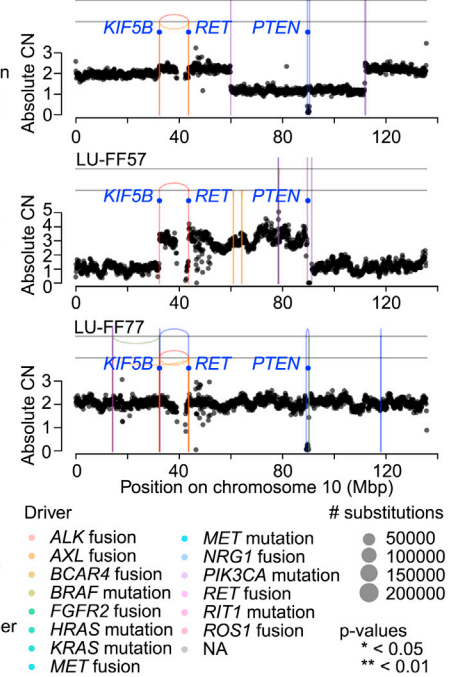 KIF5B RET PTEN
n
Absolute CN
3
2
1
0
0 40 80 120
LU-FF57
KIF5B RET PTEN
Absolute CN
5
4
3
2
1
0
0 40 80 120
LU-FF77
KIF5B RET PTEN
Absolute CN
3
2
1
0
0 40 80 120
Position on chromosome 10 (Mbp)
Driver
ALK fusion
AXL fusion
BCAR4 fusion
BRAF mutation
FGFR2 fusion
HRAS mutation
er
KRAS mutation
MET fusion
MET mutation
NRG1 fusion
PIK3CA mutation
RET fusion
RIT1 mutation
ROS1 fusion
NA
# substitutions
50000
100000
150000
200000
p-values
* < 0.05
** < 0.01